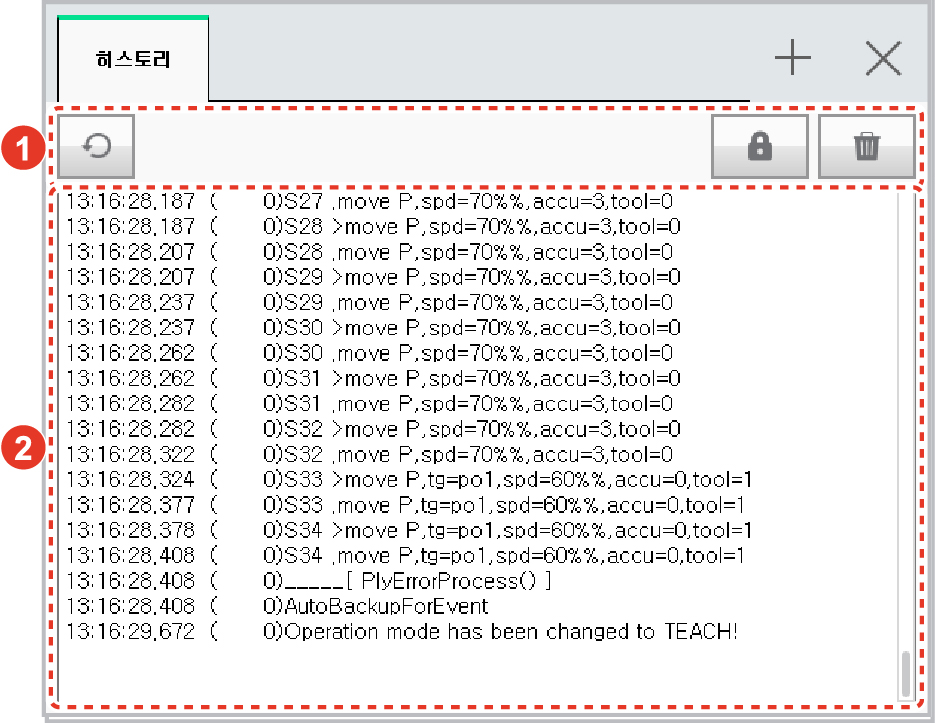 히스토리
1
13:16:28.187 ( 0)S27 ,move P,spd=70%%,accu=3,tool=0
13:16:28.187 ( 0)S28 >move P,spd=70%%,accu=3,tool=0
13:16:28.207 ( 0)S28 ,move P,spd=70%%,accu=3,tool=0
13:16:28.207 ( 0)S29 >move P,spd=70%%,accu=3,tool=0
13:16:28.237 ( 0)S29 ,move P,spd=70%%,accu=3,tool=0
13:16:28.237 ( 0)S30 >move P,spd=70%%,accu=3,tool=0
13:16:28.262 ( 0)S30 ,move P,spd=70%%,accu=3,tool=0
13:16:28.262 ( 0)S31 >move P,spd=70%%,accu=3,tool=0
13:16:28.282 ( 0)S31 ,move P,spd=70%%,accu=3,tool=0
13:16:28.282 ( 0)S32 >move P,spd=70%%,accu=3,tool=0
2
13:16:28.322 ( 0)S32 ,move P,spd=70%%,accu=3,tool=0
13:16:28.324 ( 0)S33 >move P,tg=po1,spd=60%%,accu=0,tool=1
13:16:28.377 ( 0)S33 ,move P,tg=po1,spd=60%%,accu=0,tool=1
13:16:28.378 ( 0)S34 >move P,tg=po1,spd=60%%,accu=0,tool=1
13:16:28.408 ( 0)S34 ,move P,tg=po1,spd=60%%,accu=0,tool=1
13:16:28.408 ( 0)_____[ PlyErrorProcess() ]
13:16:28.408 ( 0)AutoBackupForEvent
13:16:29.672 ( 0)Operation mode has been changed to TEACH!